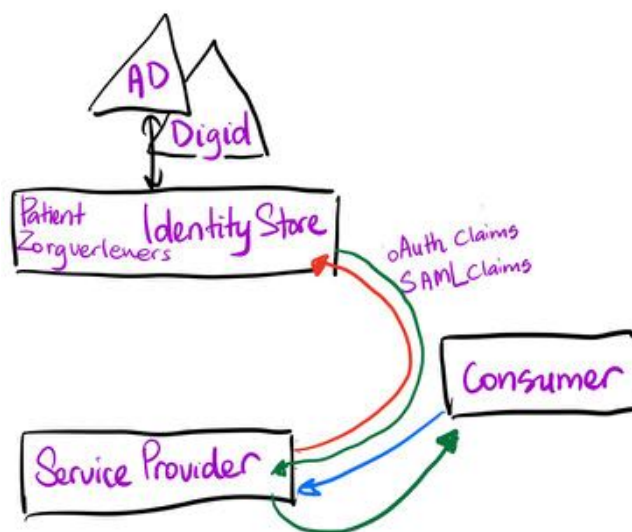 AD
Digid
Patient
Zorgverleners
Identity Store
oAuth Claims
SAML Claims
Consumer
Service Provider